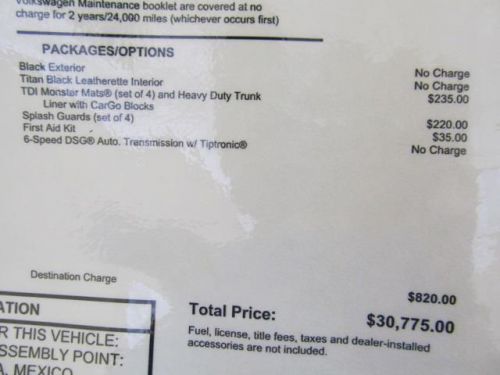 Volkswagen Maintenance booklet are covered at no
charge for 2 years/24,000 miles (whichever occurs first)
PACKAGES/OPTIONS
Black Exterior No Charge
Titan Black Leatherette Interior No Charge
TDI Monster Mats® (set of 4) and Heavy Duty Trunk $235.00
Liner with CarGo Blocks
Splash Guards (set of 4) $220.00
First Aid Kit $35.00
6-Speed DSG® Auto. Transmission w/ Tiptronic® No Charge
Destination Charge $820.00
Total Price: $30,775.00
Fuel, license, title fees, taxes and dealer-installed
accessories are not included.
ATION
R THIS VEHICLE:
SSEMBLY POINT:
A, MEXICO